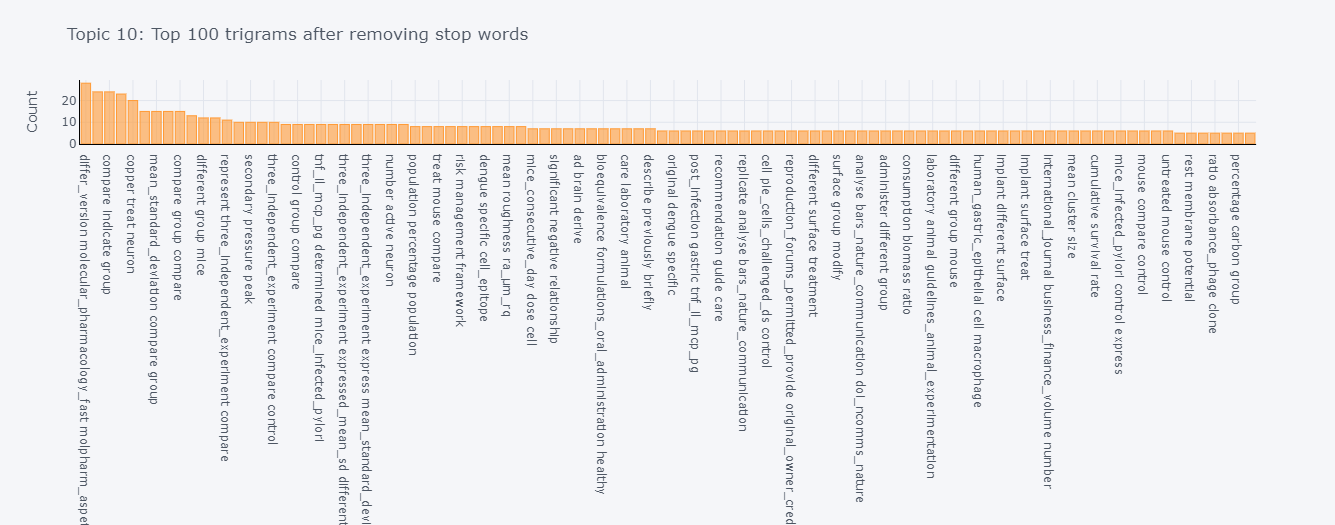 Topic 10: Top 100 trigrams after removing stop words
Count
20
10
0
differ_version molecular_pharmacology_fast molpharm_aspet
compare indicate group
copper treat neuron
mean_standard_deviation compare group
compare group compare
different group mice
represent three_independent_experiment compare
secondary pressure peak
three_independent_experiment compare control
control group compare
tnf_il_mcp_pg determined mice_infected_pylori
three_independent_experiment expressed_mean_sd different
three_independent_experiment express mean_standard_devi
number active neuron
population percentage population
treat mouse compare
risk management framework
dengue specific cell_epitope
mean roughness ra_um_rq
mice_consecutive_day dose cell
significant negative relationship
ad brain derive
bioequivalence formulations_oral_administration healthy
care laboratory animal
describe previously briefly
original dengue specific
post_infection gastric tnf_il_mcp_pg
recommendation guide care
replicate analyse bars_nature_communication
cell ple_cells_challenged_ds control
reproduction_forums_permitted_provide original_owner_cred
different surface treatment
surface group modify
analyse bars_nature_communication doi_ncomms_nature
administer different group
consumption biomass ratio
laboratory animal guidelines_animal_experimentation
different group mouse
human_gastric_epithelial cell macrophage
implant different surface
implant surface treat
international_journal business_finance_volume number
mean cluster size
cumulative survival rate
mice_infected_pylori control express
mouse compare control
untreated mouse control
rest membrane potential
ratio absorbance_phage clone
percentage carbon group